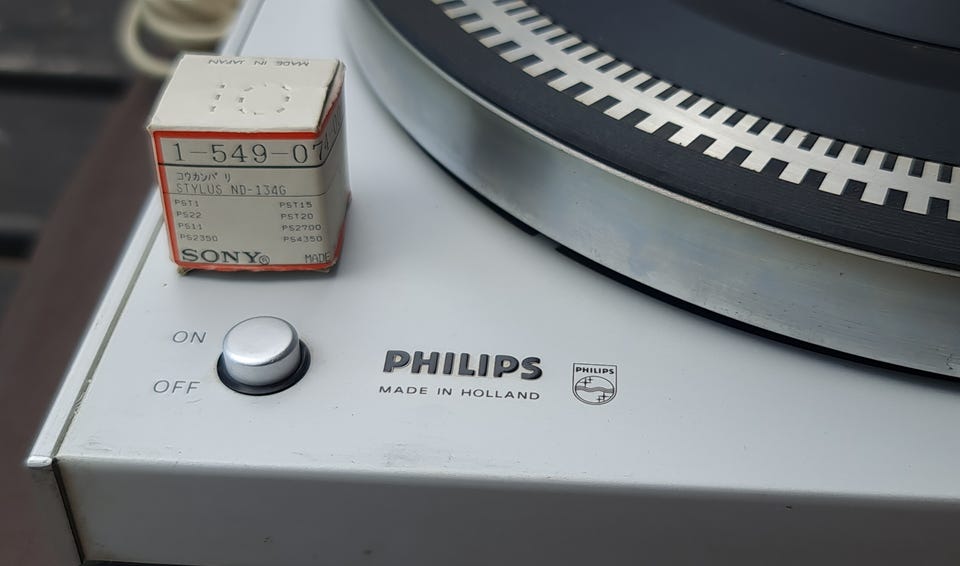 MADE IN JAPAN
10
1-549-074
コウカンバリ
STYLUS ND-134G
PST1 PST15
PS22 PST20
PS11 PS2700
PS2350 PS4350
SONY® MADE
ON
OFF
PHILIPS
MADE IN HOLLAND
PHILIPS